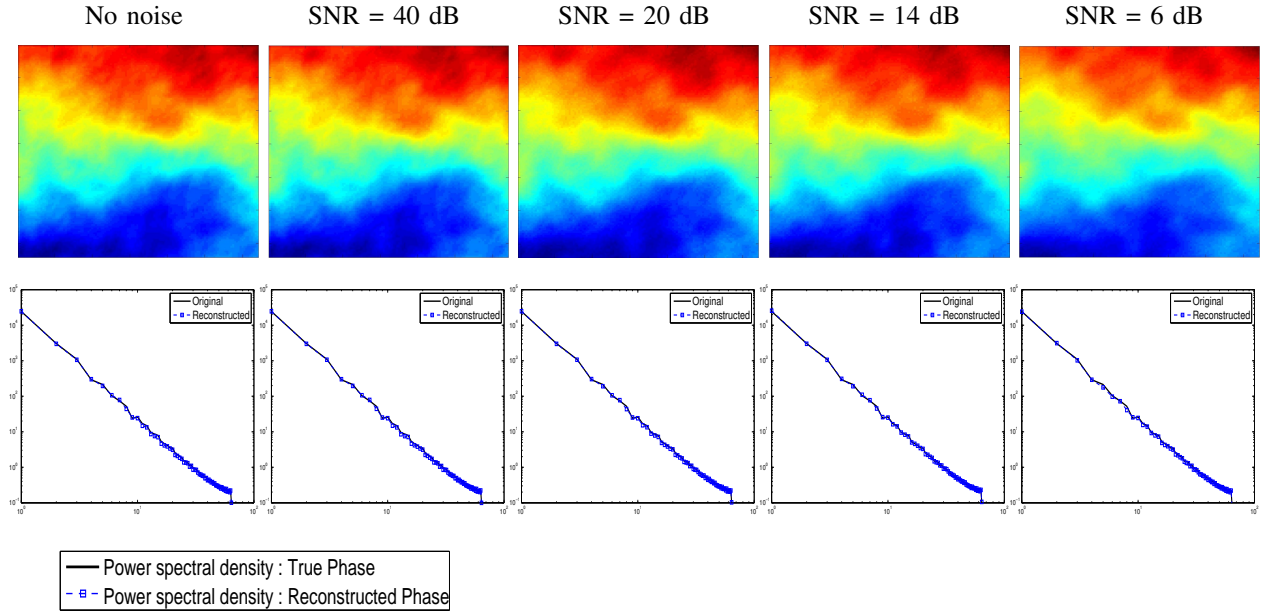 No noise SNR = 40 dB SNR = 20 dB SNR = 14 dB SNR = 6 dB
Original
Reconstructed
Original
Reconstructed
Original
Reconstructed
Original
Reconstructed
Original
Reconstructed
Power spectral density : True Phase
Power spectral density : Reconstructed Phase